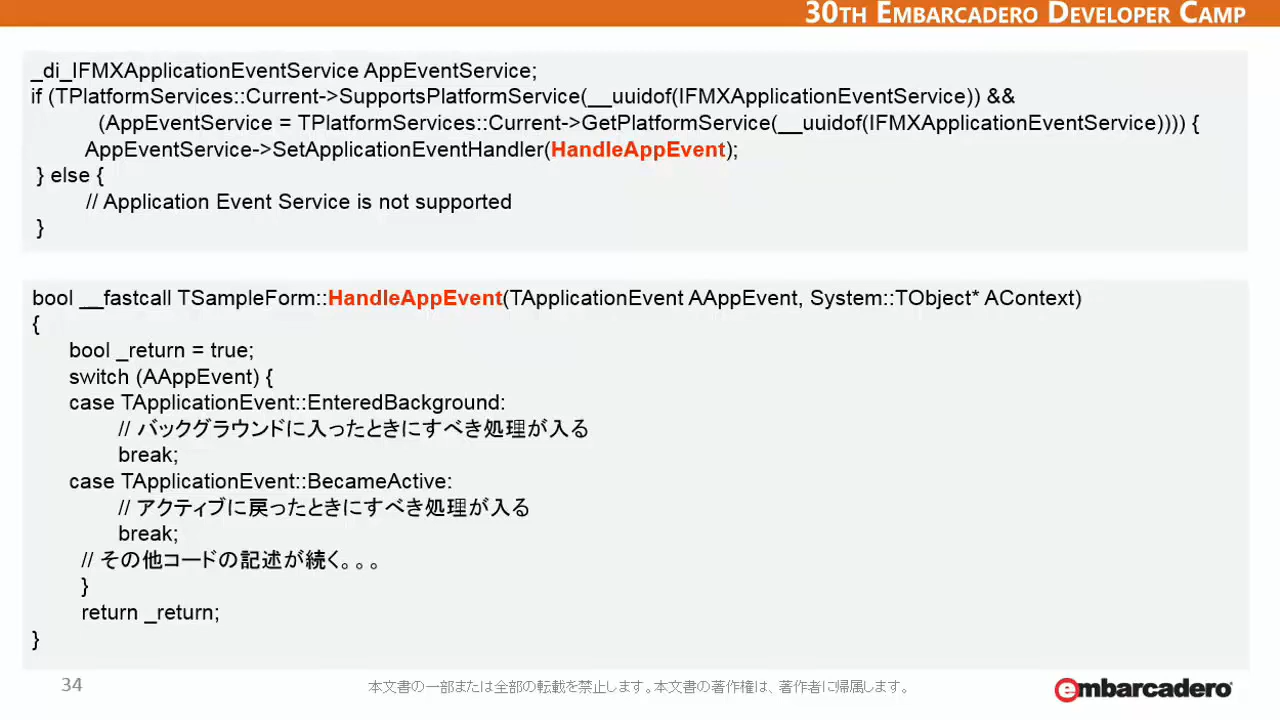 30TH EMBARCADERO DEVELOPER CAMP
_di_IFMXApplicationEventService AppEventService;
if (TPlatformServices::Current->SupportsPlatformService(__uuidof(IFMXApplicationEventService)) &&
(AppEventService = TPlatformServices::Current->GetPlatformService(__uuidof(IFMXApplicationEventService)))) {
AppEventService->SetApplicationEventHandler(HandleAppEvent);
} else {
// Application Event Service is not supported
}
bool __fastcall TSampleForm::HandleAppEvent(TApplicationEvent AAppEvent, System::TObject* AContext)
{
bool _return = true;
switch (AAppEvent) {
case TApplicationEvent::EnteredBackground:
// バックグラウンドに入ったときにすべき処理が入る
break;
case TApplicationEvent::BecameActive:
// アクティブに戻ったときにすべき処理が入る
break;
// その他コードの記述が続く。。。
}
return _return;
}
34
本文書の一部または全部の転載を禁止します。本文書の著作権は、著作者に帰属します。
embarcadero